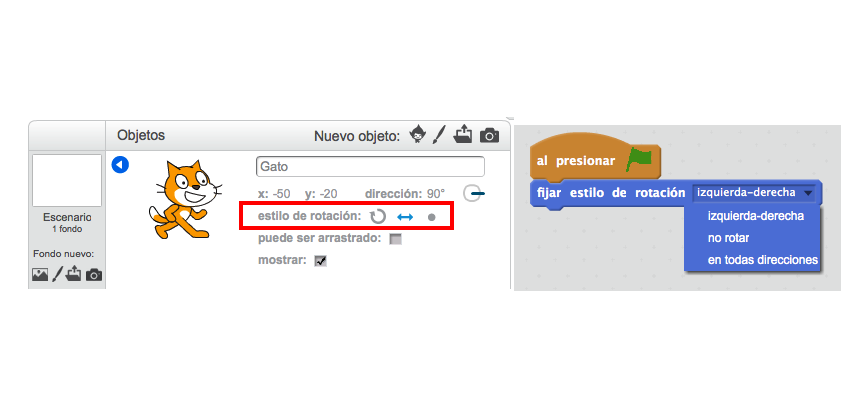 Objetos
Nuevo objeto:
Gato
x: -50 y: -20 dirección: 90°
estilo de rotación:
puede ser arrastrado:
mostrar:
Escenario
1 fondo
Fondo nuevo:
al presionar
fijar estilo de rotación izquierda-derecha
izquierda-derecha
no rotar
en todas direcciones